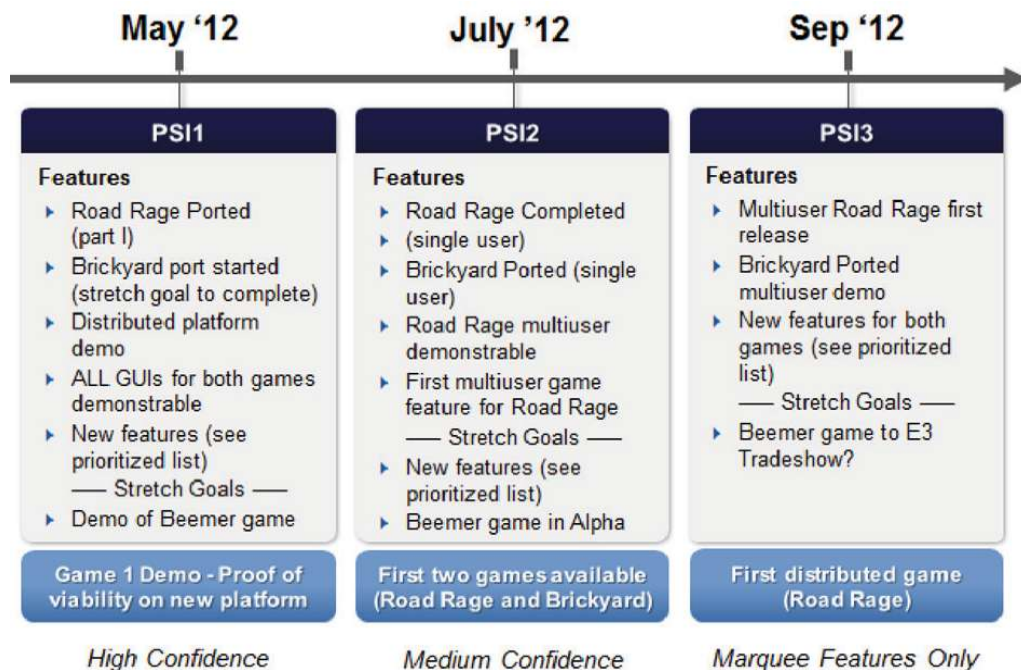 May ‘12
July ‘12
Sep ‘12
PSI1
Features
Road Rage Ported
(part I)
Brickyard port started
(stretch goal to complete)
Distributed platform
demo
ALL GUIs for both games
demonstrable
New features (see
prioritized list)
Stretch Goals
Demo of Beemer game
Game 1 Demo - Proof of
viability on new platform
High Confidence
PSI2
Features
Road Rage Completed
(single user)
Brickyard Ported (single
user)
Road Rage multiuser
demonstrable
First multiuser game
feature for Road Rage
Stretch Goals
New features (see
prioritized list)
Beemer game in Alpha
First two games available
(Road Rage and Brickyard)
Medium Confidence
PSI3
Features
Multiuser Road Rage first
release
Brickyard Ported
multiuser demo
New features for both
games (see prioritized
list)
Stretch Goals
Beemer game to E3
Tradeshow?
First distributed game
(Road Rage)
Marquee Features Only